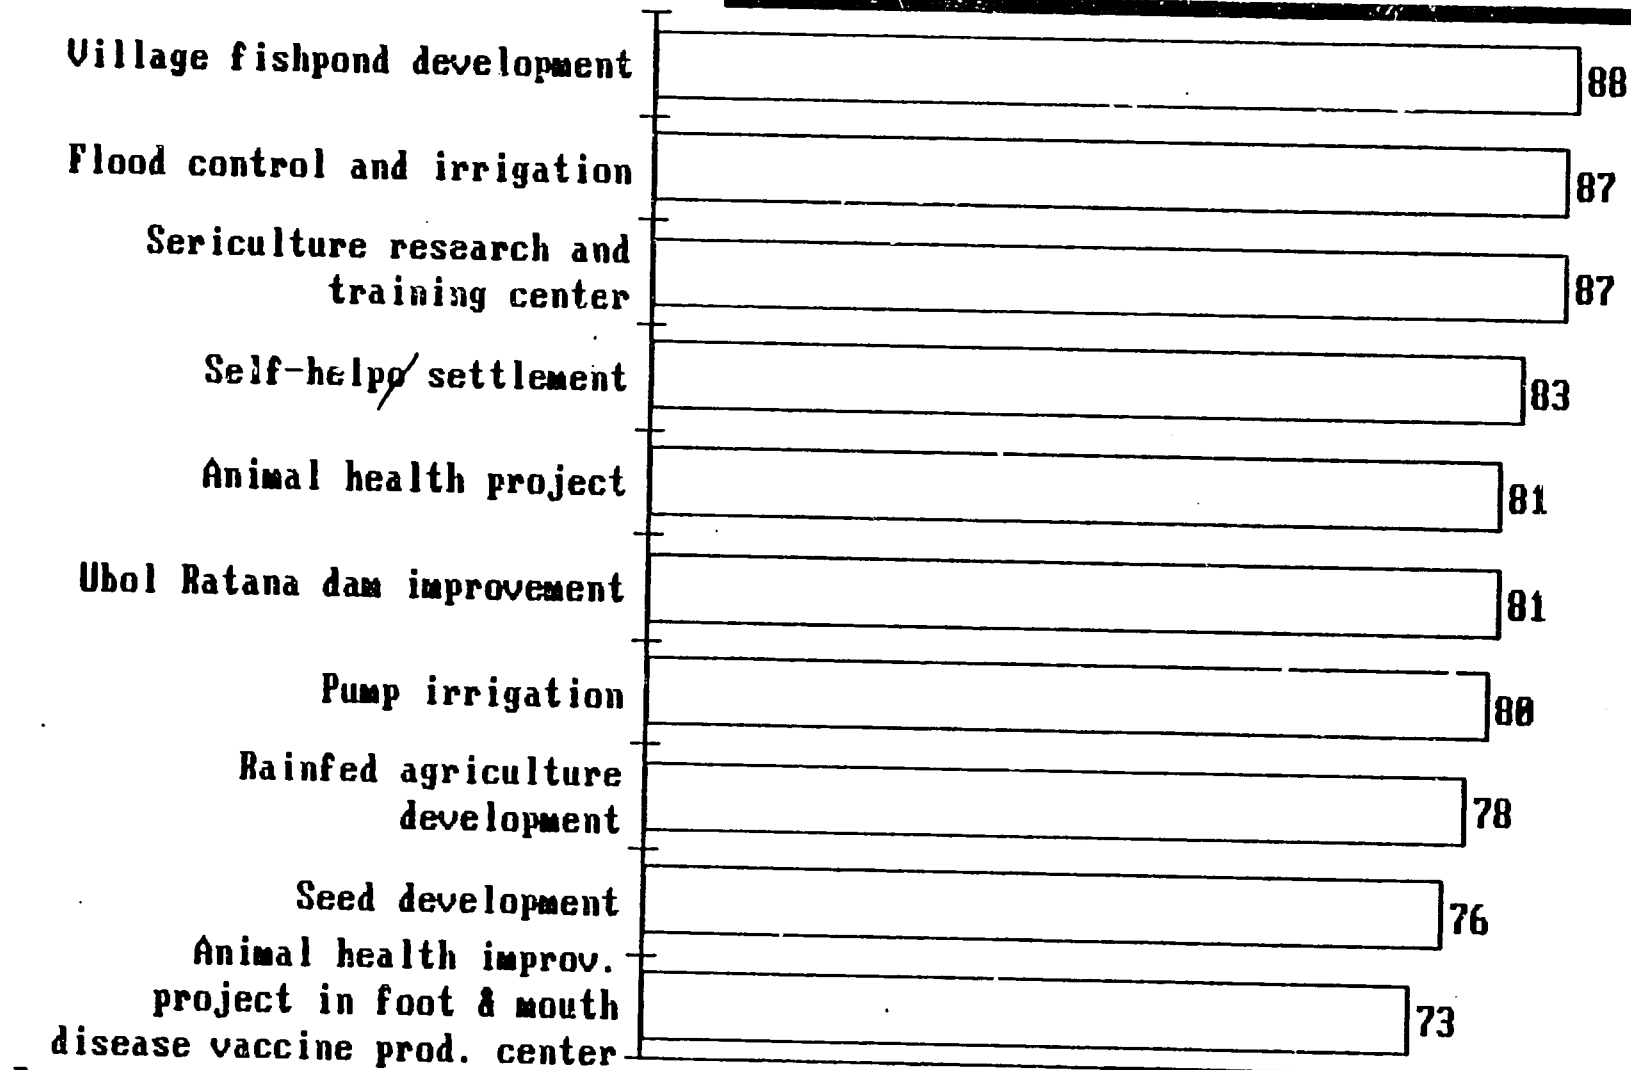 Village fishpond development 88
Flood control and irrigation 87
Sericulture research and
training center 87
Self-helpo settlement 83
Animal health project 81
Ubol Ratana dam improvement 81
Pump irrigation 80
Rainfed agriculture
development 78
Seed development 76
Animal health improv.
project in foot & mouth 73
disease vaccine prod. center